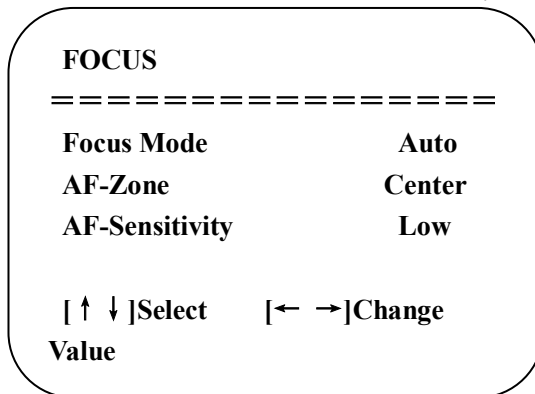 FOCUS
================
Focus Mode Auto
AF-Zone Center
AF-Sensitivity Low
[↑ ↓]Select [← →]Change
Value